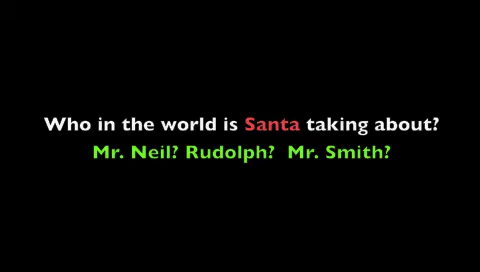 Who in the world is Santa taking about?
Mr. Neil? Rudolph? Mr. Smith?